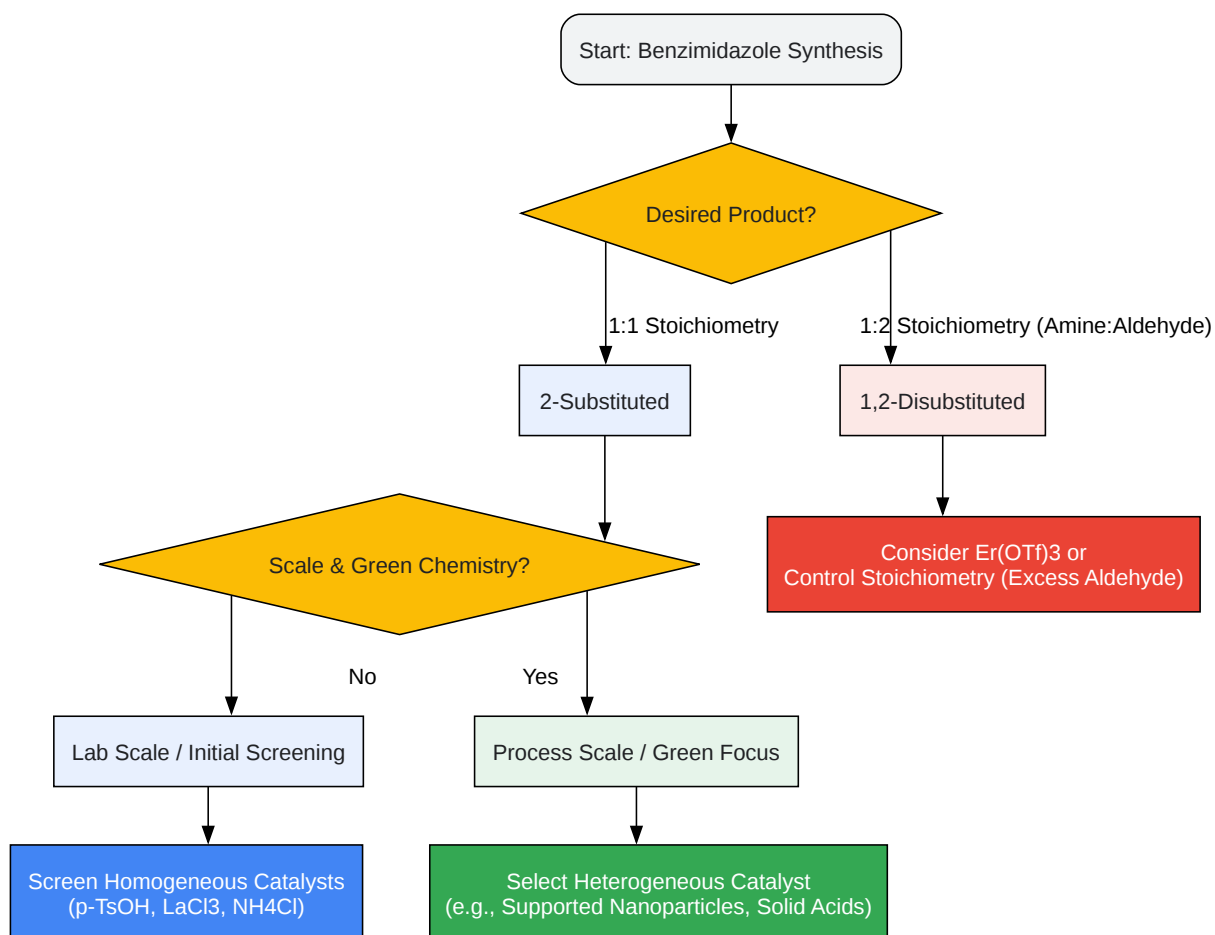 Start: Benzimidazole Synthesis
Desired Product?
1:1 Stoichiometry
1:2 Stoichiometry (Amine:Aldehyde)
2-Substituted
1,2-Disubstituted
Scale & Green Chemistry?
Consider Er(OTf)3 or
Control Stoichiometry (Excess Aldehyde)
No
Yes
Lab Scale / Initial Screening
Process Scale / Green Focus
Screen Homogeneous Catalysts
(p-TsOH, LaCl3, NH4Cl)
Select Heterogeneous Catalyst
(e.g., Supported Nanoparticles, Solid Acids)